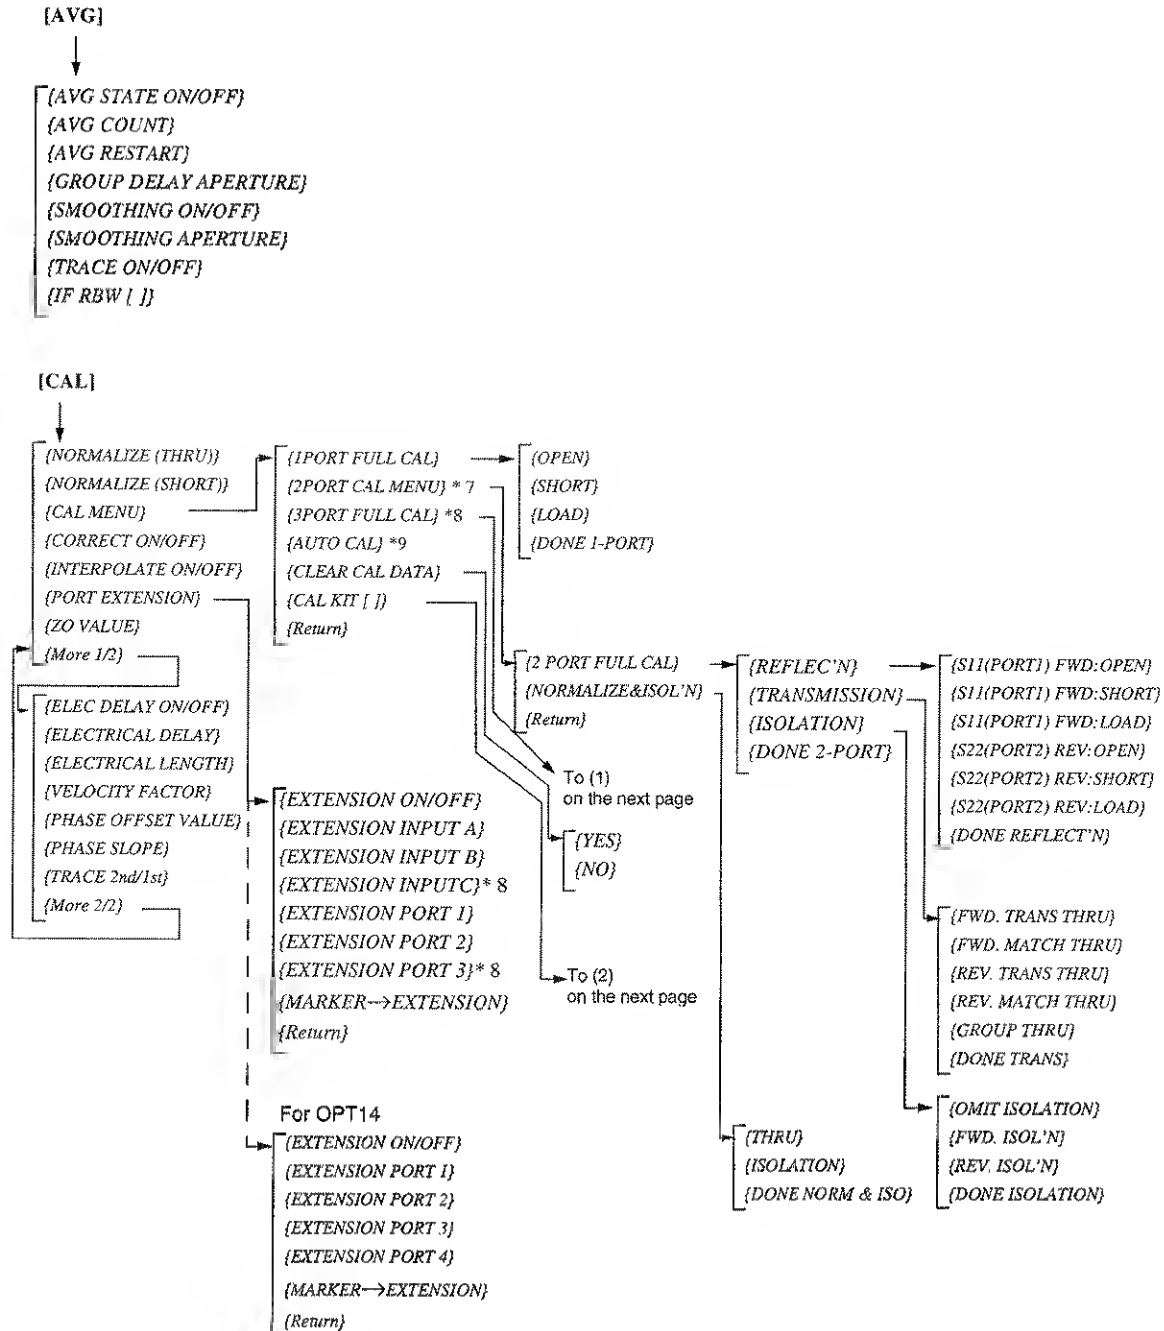 [AVG]
{AVG STATE ON/OFF}
{AVG COUNT}
{AVG RESTART}
{GROUP DELAY APERTURE}
{SMOOTHING ON/OFF}
{SMOOTHING APERTURE}
{TRACE ON/OFF}
{IF RBW [ ]}
[CAL]
{NORMALIZE (THRU)}
{NORMALIZE (SHORT)}
{CAL MENU}
{CORRECT ON/OFF}
{INTERPOLATE ON/OFF}
{PORT EXTENSION}
{ZO VALUE}
{More 1/2}
{ELEC DELAY ON/OFF}
{ELECTRICAL DELAY}
{ELECTRICAL LENGTH}
{VELOCITY FACTOR}
{PHASE OFFSET VALUE}
{PHASE SLOPE}
{TRACE 2nd/1st}
{More 2/2}
{1PORT FULL CAL}
{2PORT CAL MENU} * 7
{3PORT FULL CAL} *8
{AUTO CAL} *9
{CLEAR CAL DATA}
{CAL KIT [ ]}
{Return}
{OPEN}
{SHORT}
{LOAD}
{DONE 1-PORT}
{2 PORT FULL CAL}
{NORMALIZE&ISOL'N}
{Return}
To (1)
on the next page
{YES}
{NO}
To (2)
on the next page
{REFLEC'N}
{TRANSMISSION}
{ISOLATION}
{DONE 2-PORT}
{S11(PORT1) FWD:OPEN}
{S11(PORT1) FWD:SHORT}
{S11(PORT1) FWD:LOAD}
{S22(PORT2) REV:OPEN}
{S22(PORT2) REV:SHORT}
{S22(PORT2) REV:LOAD}
{DONE REFLECT'N}
{FWD. TRANS THRU}
{FWD. MATCH THRU}
{REV. TRANS THRU}
{REV. MATCH THRU}
{GROUP THRU}
{DONE TRANS}
{OMIT ISOLATION}
{FWD. ISOL'N}
{REV. ISOL'N}
{DONE ISOLATION}
{THRU}
{ISOLATION}
{DONE NORM & ISO}
{EXTENSION ON/OFF}
{EXTENSION INPUT A}
{EXTENSION INPUT B}
{EXTENSION INPUTC}* 8
{EXTENSION PORT 1}
{EXTENSION PORT 2}
{EXTENSION PORT 3}* 8
{MARKER→EXTENSION}
{Return}
For OPT14
{EXTENSION ON/OFF}
{EXTENSION PORT 1}
{EXTENSION PORT 2}
{EXTENSION PORT 3}
{EXTENSION PORT 4}
{MARKER→EXTENSION}
{Return}